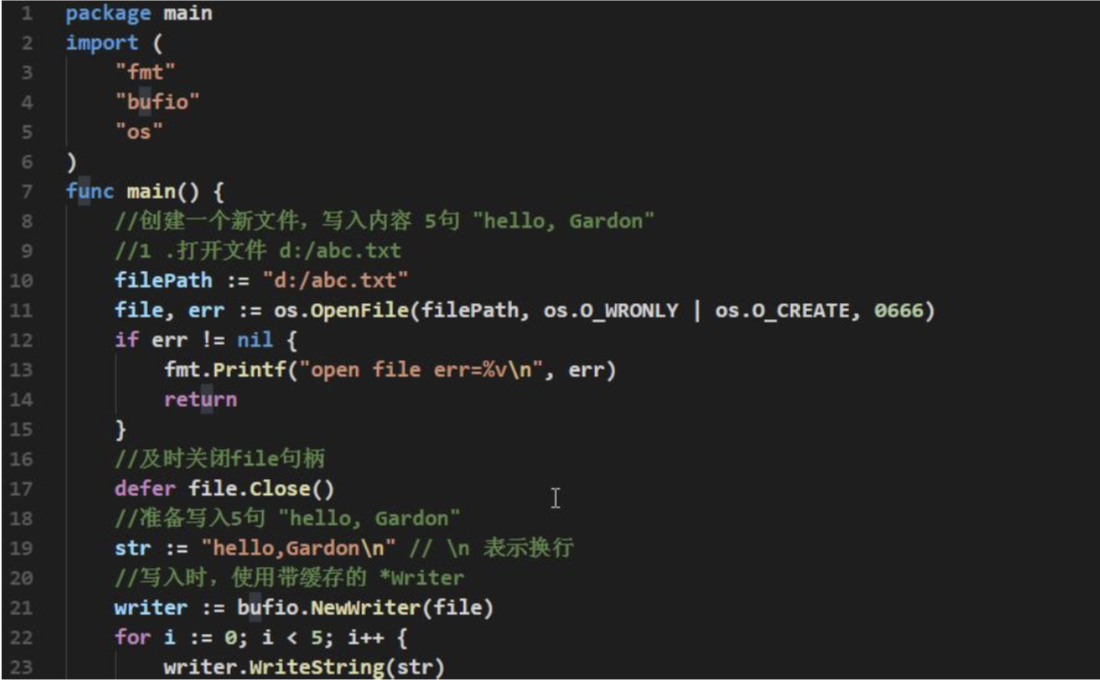 1 package main
2 import (
3     "fmt"
4     "bufio"
5     "os"
6 )
7 func main() {
8     //创建一个新文件，写入内容 5句 "hello, Gardon"
9     //1 .打开文件 d:/abc.txt
10     filePath := "d:/abc.txt"
11     file, err := os.OpenFile(filePath, os.O_WRONLY | os.O_CREATE, 0666)
12     if err != nil {
13         fmt.Printf("open file err=%v\n", err)
14         return
15     }
16     //及时关闭file句柄
17     defer file.Close()
18     //准备写入5句 "hello, Gardon"
19     str := "hello,Gardon\n" // \n 表示换行
20     //写入时，使用带缓存的 *Writer
21     writer := bufio.NewWriter(file)
22     for i := 0; i < 5; i++ {
23         writer.WriteString(str)